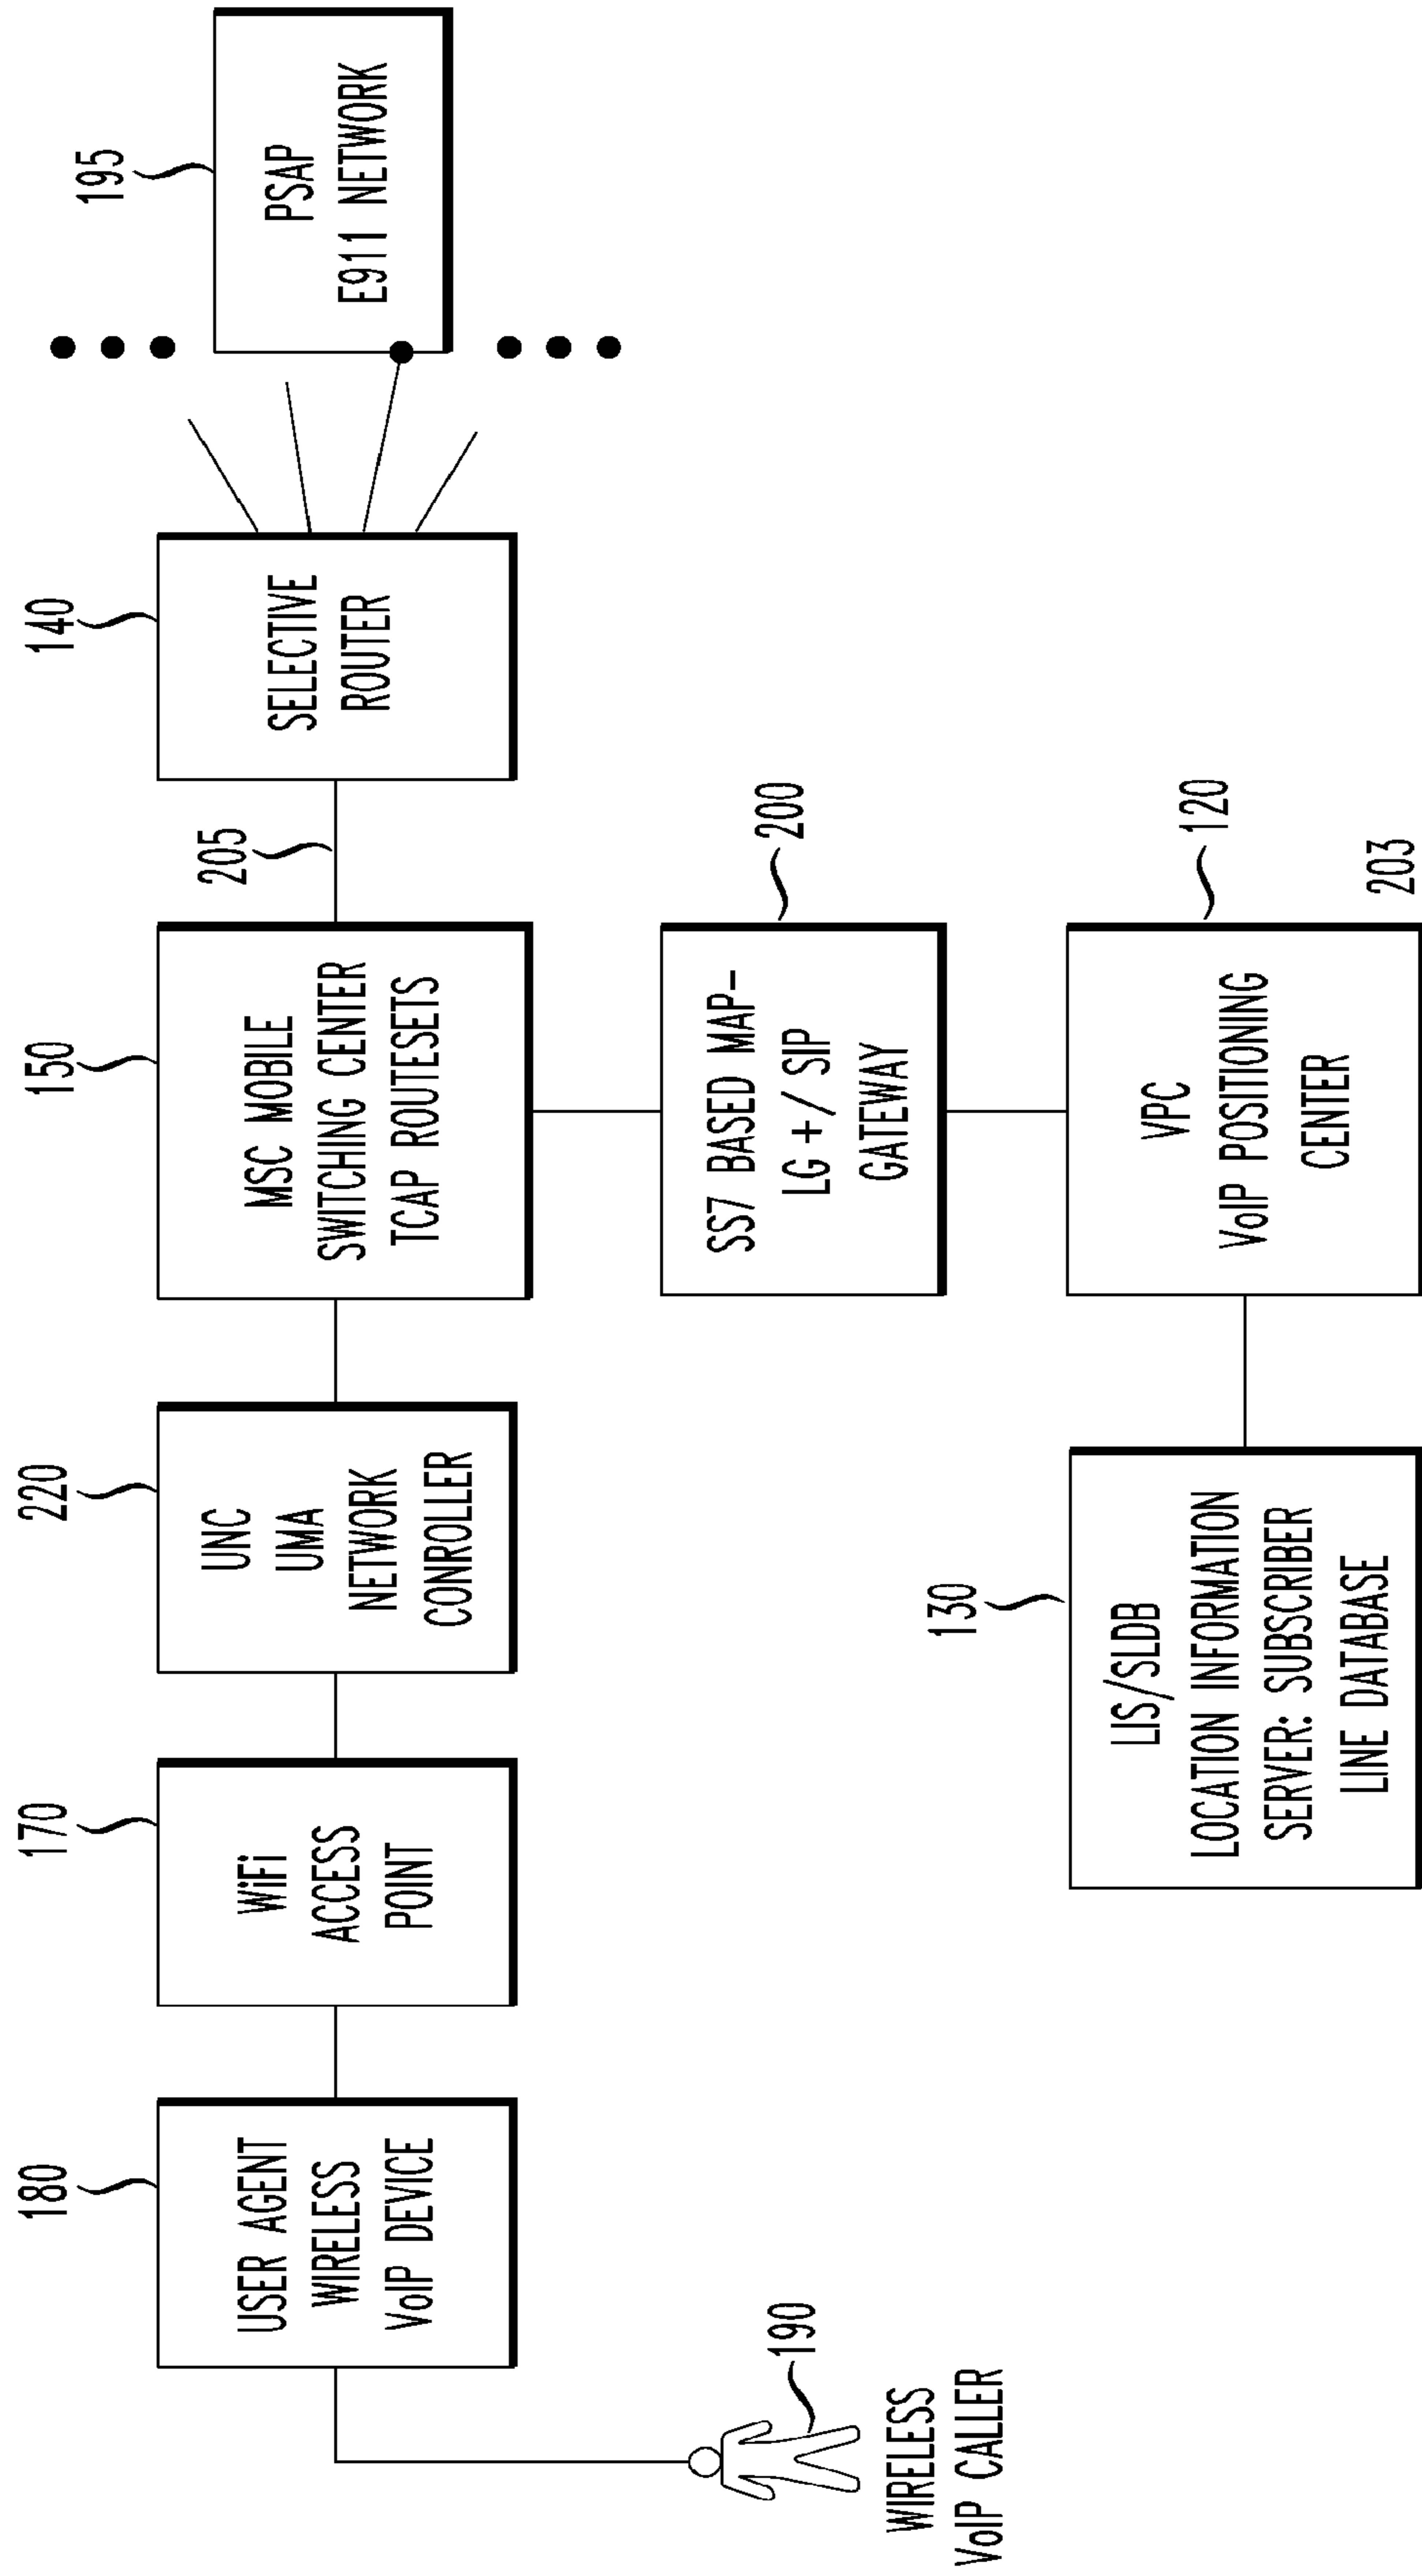 180
USER AGENT
WIRELESS
VoIP DEVICE
170
WiFi
ACCESS
POINT
220
UNC
UMA
NETWORK
CONROLLER
150
MSC MOBILE
SWITCHING CENTER
TCAP ROUTESETS
205
140
SELECTIVE
ROUTER
195
PSAP
E911 NETWORK
190
WIRELESS
VoIP CALLER
200
SS7 BASED MAP–
LG +/ SIP
GATEWAY
130
LIS/SLDB
LOCATION INFORMATION
SERVER: SUBSCRIBER
LINE DATABASE
120
VPC
VoIP POSITIONING
CENTER
203